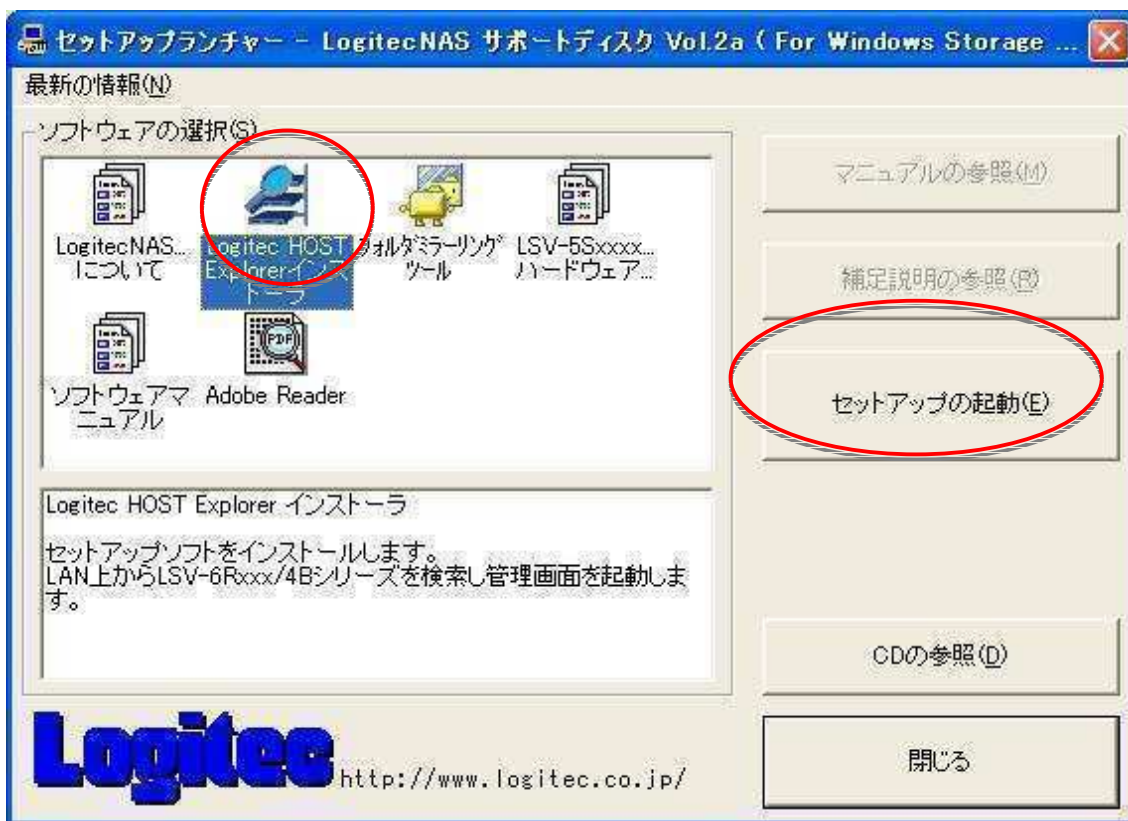 セットアップランチャー - LogitecNAS サポートディスク Vol.2a ( For Windows Storage ...
最新の情報(N)
ソフトウェアの選択(S)
LogitecNAS...
について
Logitec HOST
Explorerインス
トーラ
フォルダミラーリング
ツール
LSV-5Sxxxx...
ハードウェア...
ソフトウェアマ
ニュアル
PDF
Adobe Reader
マニュアルの参照(M)
補足説明の参照(R)
セットアップの起動(E)
Logitec HOST Explorer インストーラ
セットアップソフトをインストールします。
LAN上からLSV-6Rxxx/4Bシリーズを検索し管理画面を起動しま
す。
CDの参照(D)
Logitec
http://www.logitec.co.jp/
閉じる